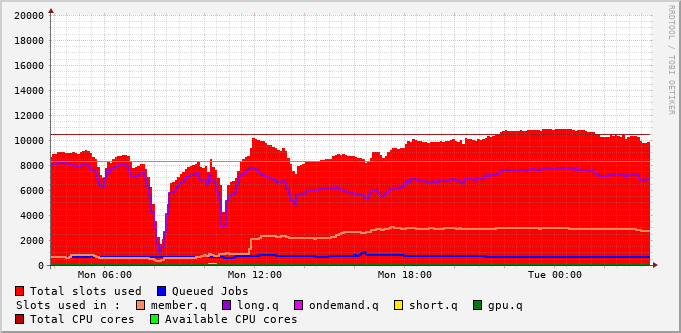 20000
18000
16000
14000
12000
10000
8000
6000
4000
2000
0
Mon 06:00 Mon 12:00 Mon 18:00 Tue 00:00
RRDTOOL / TOBI OETIKER
Total slots used Queued Jobs
Slots used in : member.q long.q ondemand.q short.q gpu.q
Total CPU cores Available CPU cores